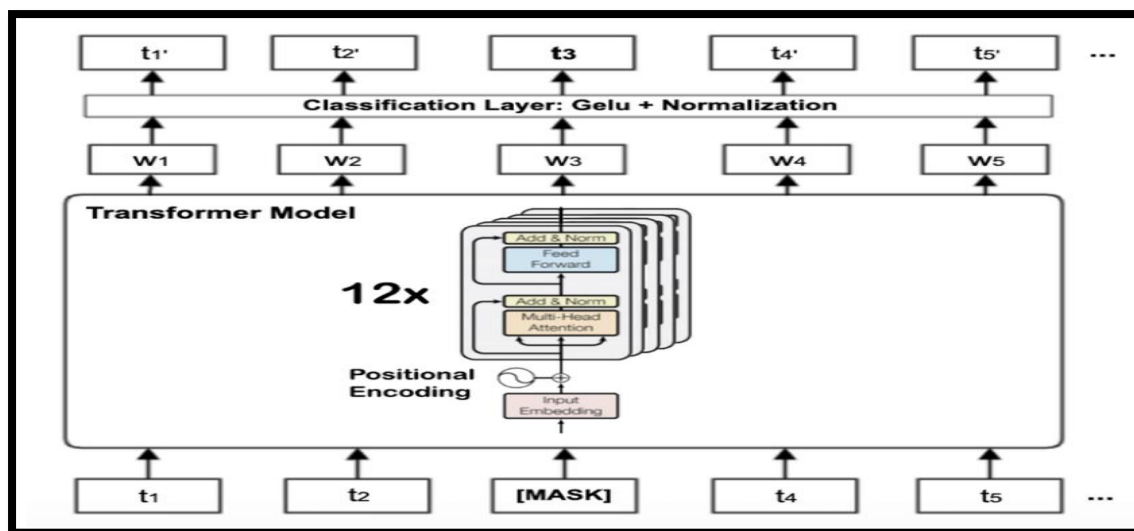 t1' t2' t3 t4' t5' ...
Classification Layer: Gelu + Normalization
W1 W2 W3 W4 W5
Transformer Model
Add & Norm
Feed
Forward
12x
Add & Norm
Multi-Head
Attention
Positional
Encoding
Input
Embedding
t1 t2 [MASK] t4 t5 ...